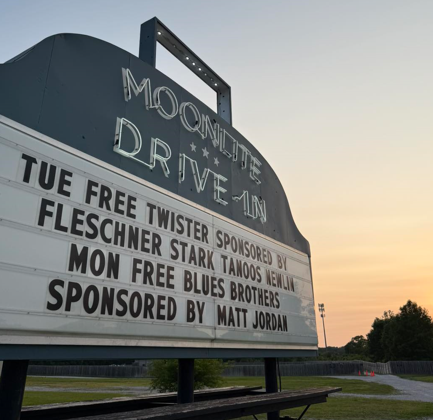 MOONLITE
DRIVE-IN
TUE FREE TWISTER SPONSORED BY
FLESCHNER STARK TANOOS NEWLIN
MON FREE BLUES BROTHERS
SPONSORED BY MATT JORDAN